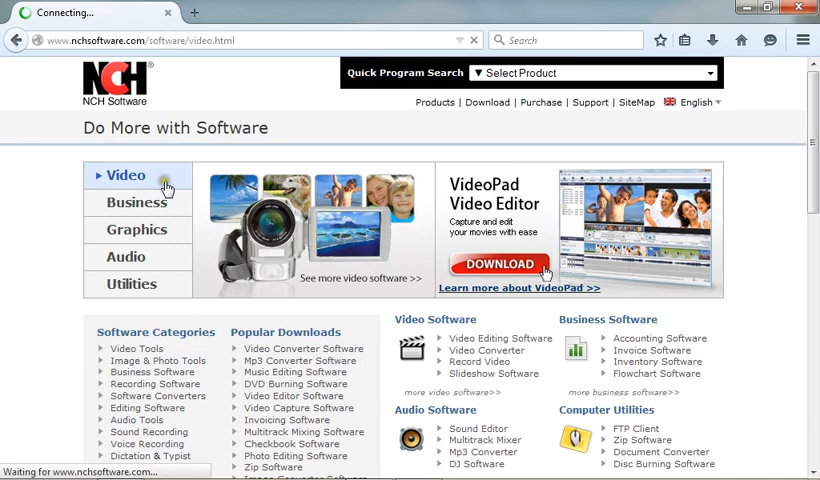 Connecting...
www.nchsoftware.com/software/video.html
Search
NCH
NCH Software
Quick Program Search
Select Product
Products | Download | Purchase | Support | SiteMap
English
Do More with Software
Video
Business
Graphics
Audio
Utilities
See more video software >>
VideoPad
Video Editor
Capture and edit
your movies with ease
DOWNLOAD
Learn more about VideoPad >>
Software Categories
Video Tools
Image & Photo Tools
Business Software
Recording Software
Software Converters
Editing Software
Audio Tools
Sound Recording
Voice Recording
Dictation & Typist
Popular Downloads
Video Converter Software
Mp3 Converter Software
Music Editing Software
DVD Burning Software
Video Editor Software
Video Capture Software
Invoicing Software
Multitrack Mixing Software
Checkbook Software
Photo Editing Software
Zip Software
Image Converter Software
Video Software
Video Editing Software
Video Converter
Record Video
Slideshow Software
more video software>>
Business Software
Accounting Software
Invoice Software
Inventory Software
Flowchart Software
more business software>>
Audio Software
Sound Editor
Multitrack Mixer
Mp3 Converter
DJ Software
Computer Utilities
FTP Client
Zip Software
Document Converter
Disc Burning Software
Waiting for www.nchsoftware.com...